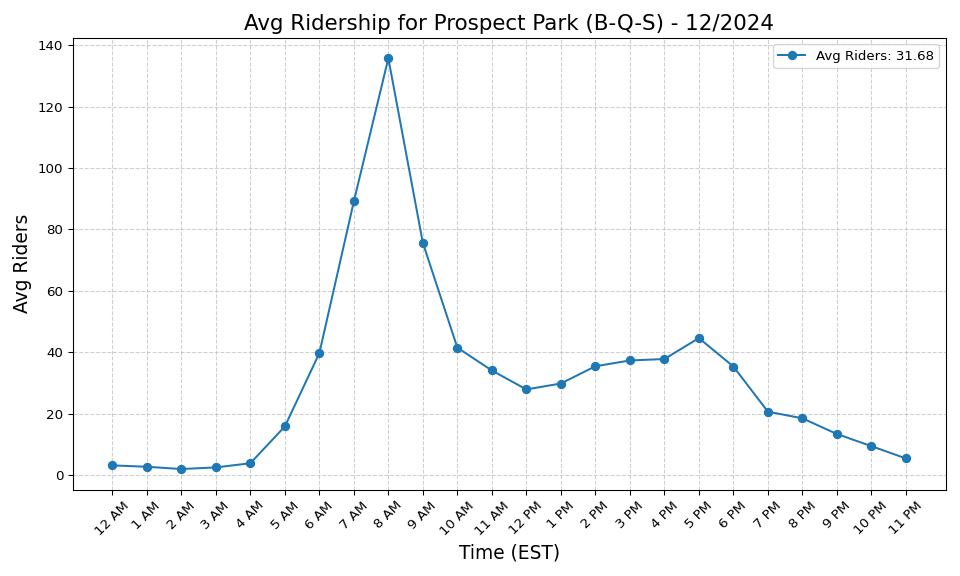 Avg Ridership for Prospect Park (B-Q-S) - 12/2024
Avg Riders: 31.68
Avg Riders
140
120
100
80
60
40
20
0
12 AM
1 AM
2 AM
3 AM
4 AM
5 AM
6 AM
7 AM
8 AM
9 AM
10 AM
11 AM
12 PM
1 PM
2 PM
3 PM
4 PM
5 PM
6 PM
7 PM
8 PM
9 PM
10 PM
11 PM
Time (EST)